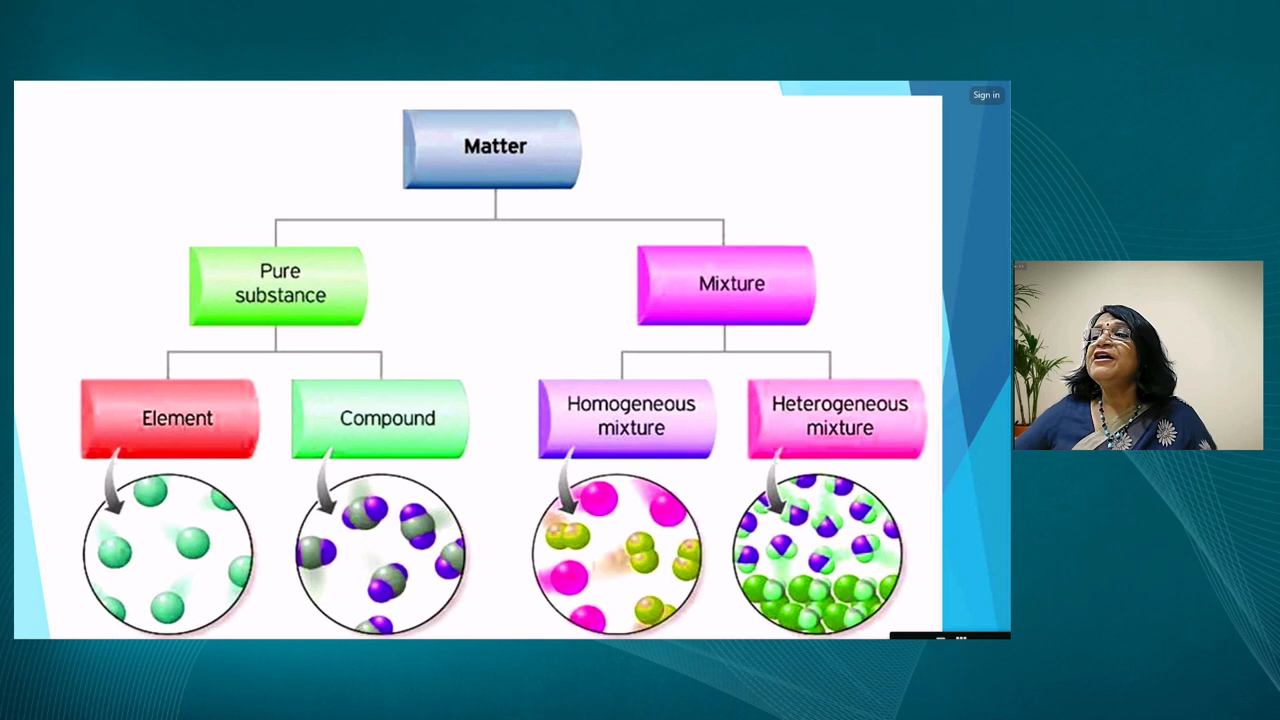 Sign in
Matter
Pure
substance
Mixture
Element
Compound
Homogeneous
mixture
Heterogeneous
mixture